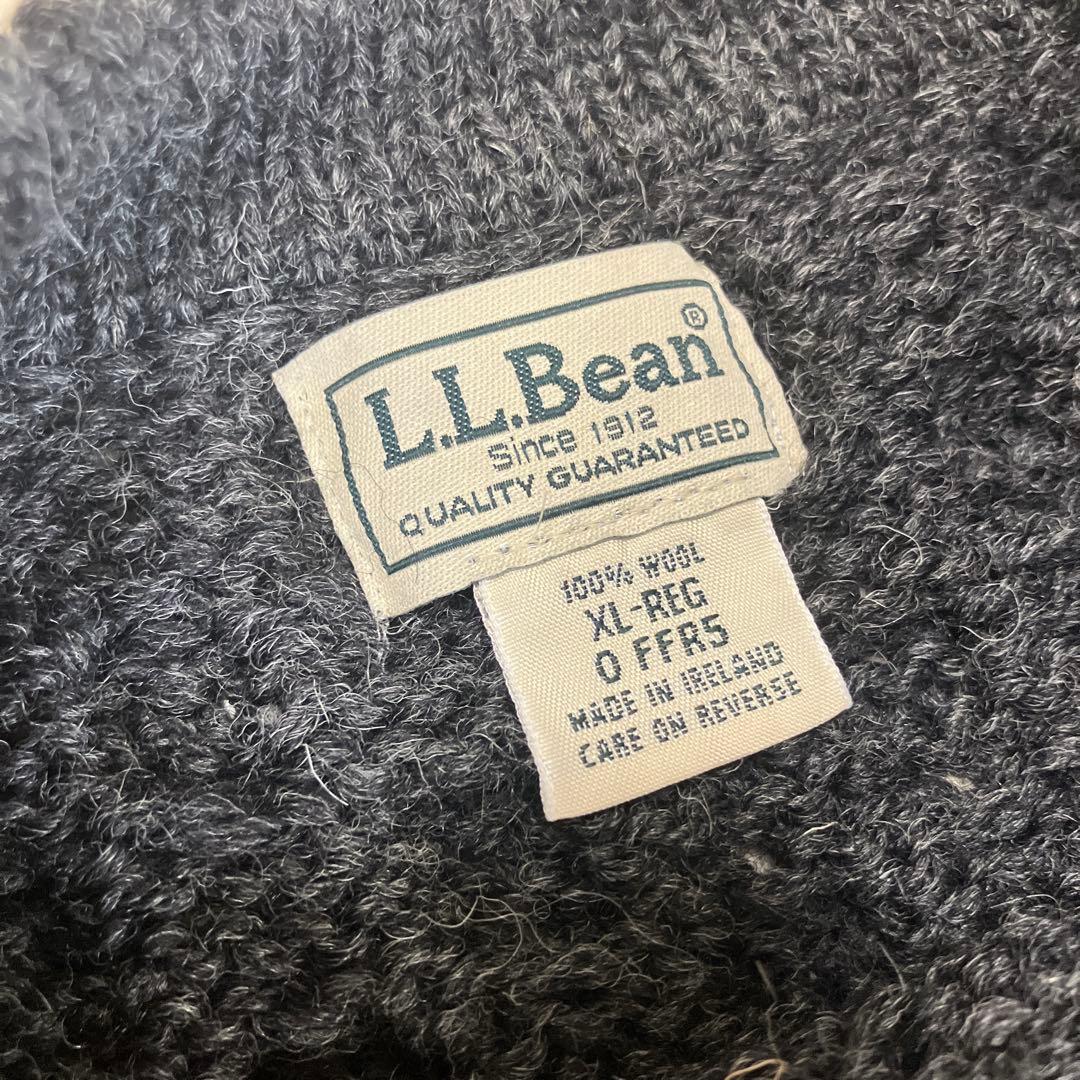 L.L.Bean®
Since 1912
QUALITY GUARANTEED
100% WOOL
XL-REG
0 FFR5
MADE IN IRELAND
CARE ON REVERSE